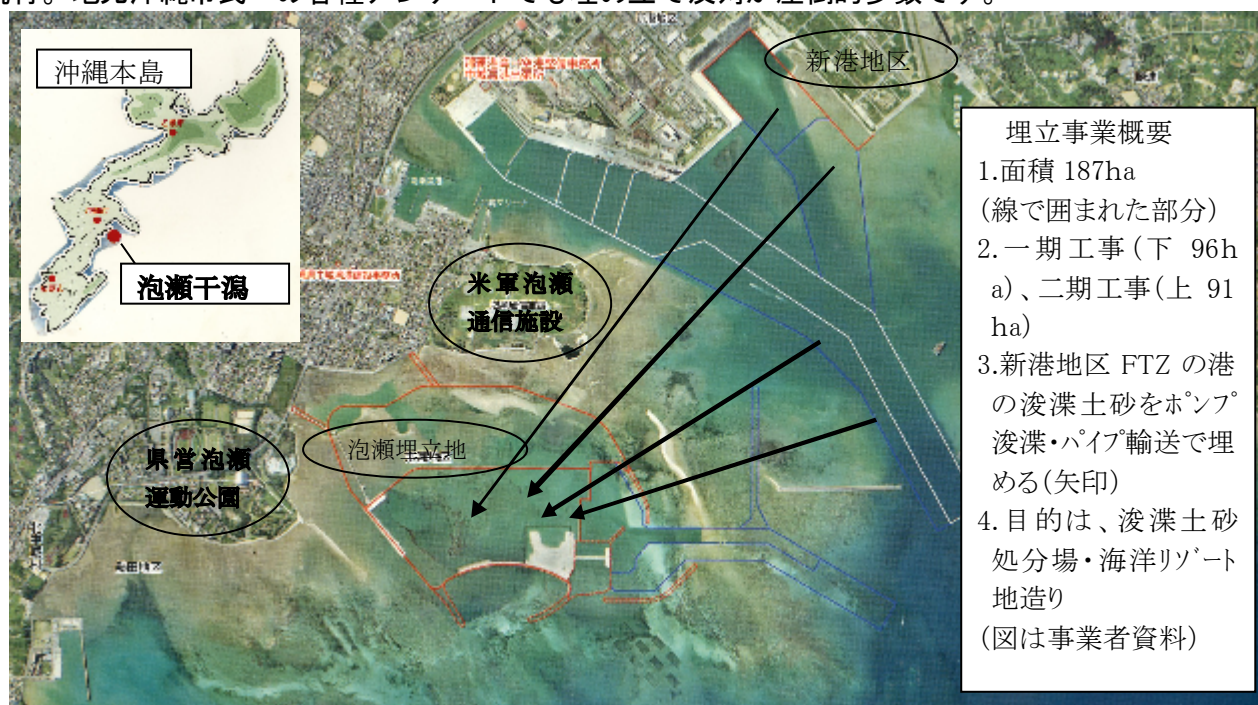 沖縄本島
泡瀬干潟
新港地区
米軍泡瀬
通信施設
県営泡瀬
運動公園
泡瀬埋立地
埋立事業概要
1.面積 187ha
(線で囲まれた部分)
2.一期工事(下 96h
a)、二期工事(上 91
ha)
3.新港地区 FTZ の港
の浚渫土砂をﾎﾟﾝﾌﾟ
浚渫・ﾊﾟｲﾌﾟ輸送で埋
める(矢印)
4.目的は、浚渫土砂
処分場・海洋ﾘｿﾞｰﾄ
地造り
(図は事業者資料)